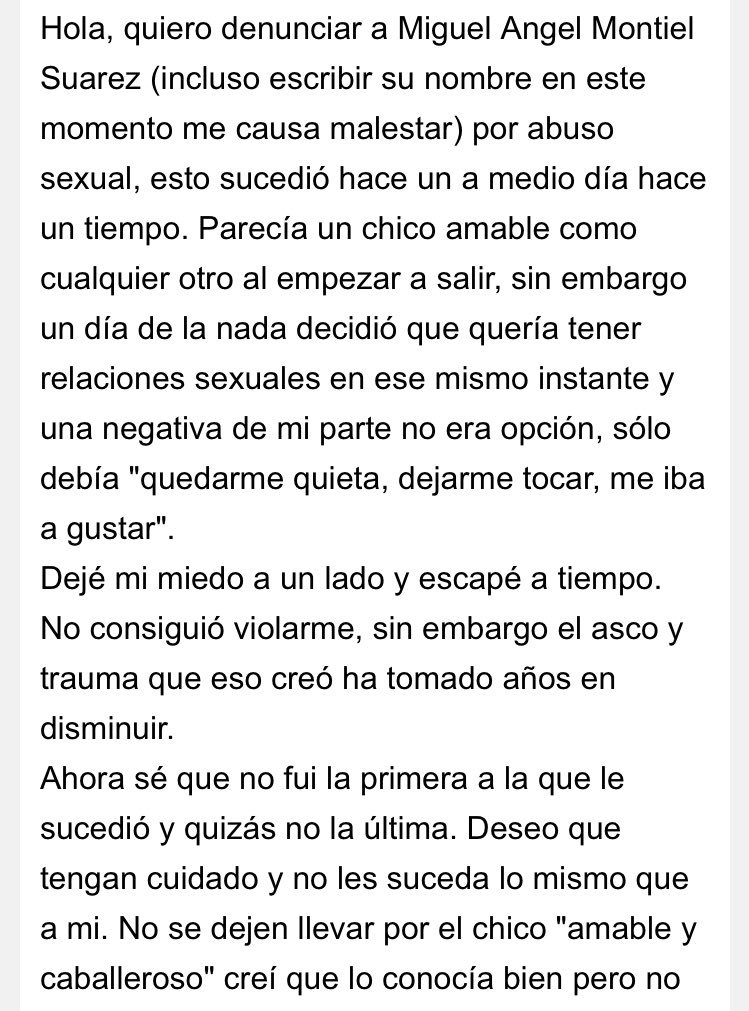 Hola, quiero denunciar a Miguel Angel Montiel
Suarez (incluso escribir su nombre en este
momento me causa malestar) por abuso
sexual, esto sucedió hace un a medio día hace
un tiempo. Parecía un chico amable como
cualquier otro al empezar a salir, sin embargo
un día de la nada decidió que quería tener
relaciones sexuales en ese mismo instante y
una negativa de mi parte no era opción, sólo
debía "quedarme quieta, dejarme tocar, me iba
a gustar".
Dejé mi miedo a un lado y escapé a tiempo.
No consiguió violarme, sin embargo el asco y
trauma que eso creó ha tomado años en
disminuir.
Ahora sé que no fui la primera a la que le
sucedió y quizás no la última. Deseo que
tengan cuidado y no les suceda lo mismo que
a mi. No se dejen llevar por el chico "amable y
caballeroso" creí que lo conocía bien pero no